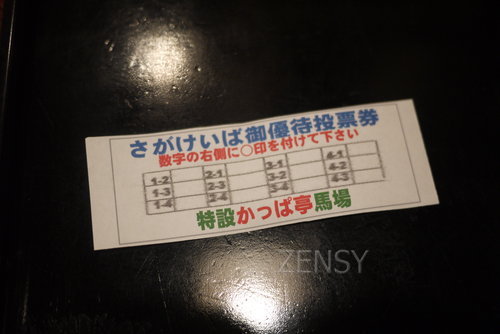 さがけいば御優待投票券
数字の右側に〇印を付けて下さい
1-2 2-1 3-1 4-1
1-3 2-3 3-2 4-2
1-4 2-4 3-4 4-3
特設かっぱ亭馬場
ZENSY